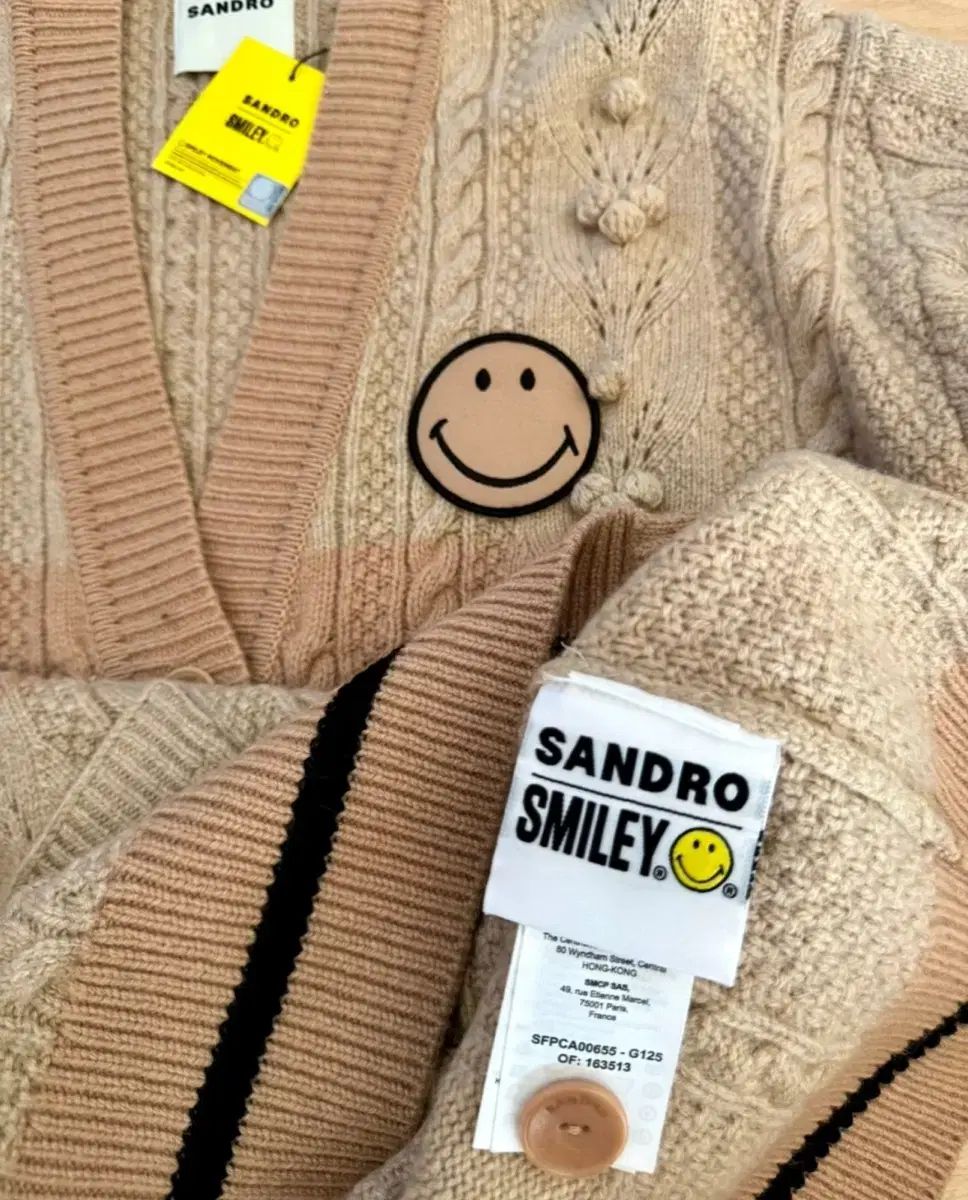 SANDRO
SANDRO
SMILEY
SANDRO
SMILEY®
®
80 Wyndham Street, Central
HONG-KONG
SMCP SAS,
49, rue Etienne Marcel,
75001 Paris,
France
SFPCA00655 - G125
OF: 163513